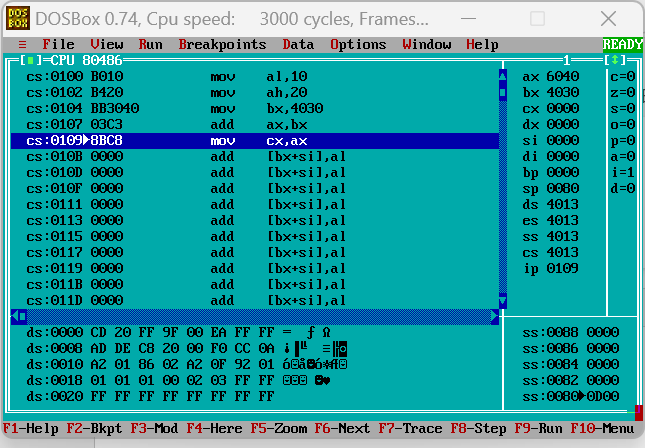 DOSBox 0.74, Cpu speed: 3000 cycles, Frames...
≡ File View Run Breakpoints Data Options Window Help READY
[■]=CPU 80486 1 [↕]
cs:0100 B010 mov al,10 ax 6040 c=0
cs:0102 B420 mov ah,20 bx 4030 z=0
cs:0104 BB3040 mov bx,4030 cx 0000 s=0
cs:0107 03C3 add ax,bx dx 0000 o=0
cs:0109►8BC8 mov cx,ax si 0000 p=0
cs:010B 0000 add [bx+si],al di 0000 a=0
cs:010D 0000 add [bx+si],al bp 0000 i=1
cs:010F 0000 add [bx+si],al sp 0080 d=0
cs:0111 0000 add [bx+si],al ds 4013
cs:0113 0000 add [bx+si],al es 4013
cs:0115 0000 add [bx+si],al ss 4013
cs:0117 0000 add [bx+si],al cs 4013
cs:0119 0000 add [bx+si],al ip 0109
cs:011B 0000 add [bx+si],al
cs:011D 0000 add [bx+si],al
ds:0000 CD 20 FF 9F 00 EA FF FF = ƒ Ω ss:0088 0000
ds:0008 AD DE C8 20 00 F0 CC 0A ¡▐╚ ≡╠◙ ss:0086 0000
ds:0010 A2 01 86 02 A2 0F 92 01 ó☺å☻ó☼Æ☺ ss:0084 0000
ds:0018 01 01 01 00 02 03 FF FF ☺☺☺ ☻♥ ss:0082 0000
ds:0020 FF FF FF FF FF FF FF FF ss:0080►0D00
F1-Help F2-Bkpt F3-Mod F4-Here F5-Zoom F6-Next F7-Trace F8-Step F9-Run F10-Menu